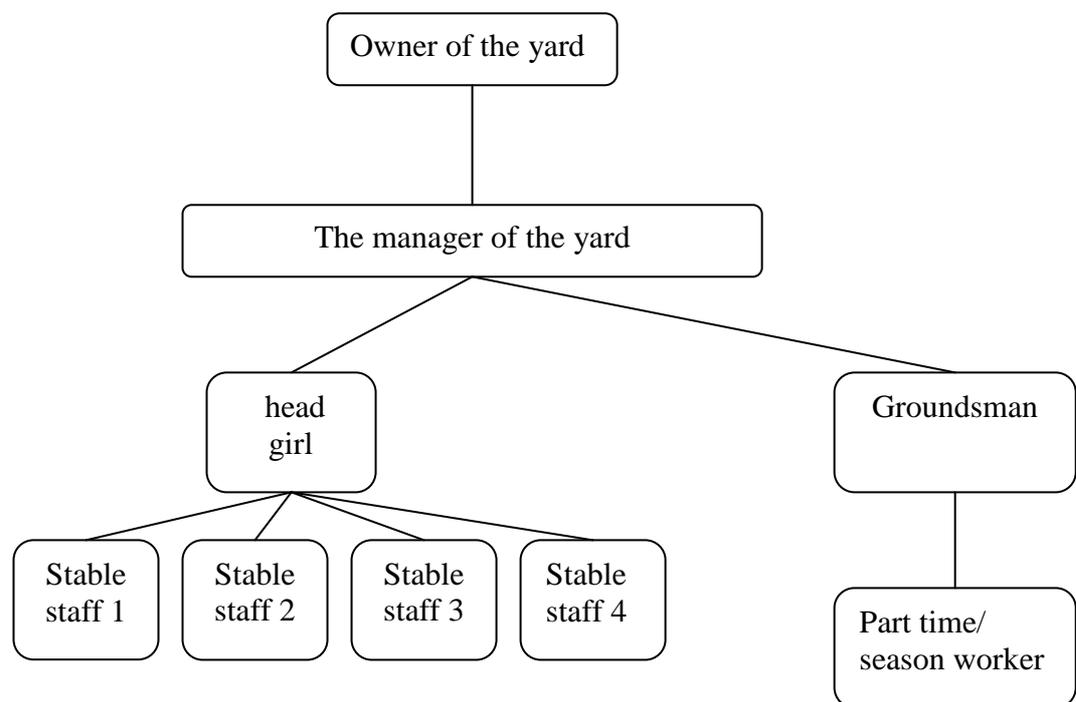 Owner of the yard
The manager of the yard
head
girl
Groundsman
Stable
staff 1
Stable
staff 2
Stable
staff 3
Stable
staff 4
Part time/
season worker